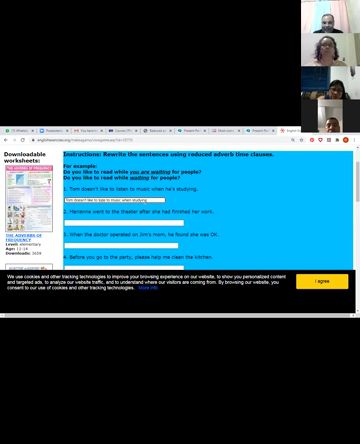 Downloadable worksheets:
THE ADVERBS OF FREQUENCY
Level: elementary
Age: 11-14
Downloads: 2609
Instructions: Rewrite the sentences using reduced adverb time clauses.
For example:
Do you like to read while you are waiting for people?
Do you like to read while waiting for people?
1. Tom doesn't like to listen to music when he's studying.
Tom doesn't like to liste to music when studying
2. Marianne went to the theater after she had finished her work.
3. When the doctor operated on Jim's mom, he found she was OK.
4. Before you go to the party, please help me clean the kitchen.
We use cookies and other tracking technologies to improve your browsing experience on our website, to show you personalized
content and targeted ads, to analyze our website traffic, and to understand where our visitors are coming from. By browsing our website, you
consent to our use of cookies and other tracking technologies. More info
I agree